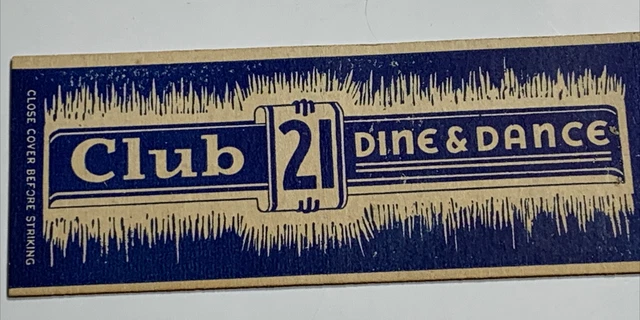 Club 21 DINE & DANCE
CLOSE COVER BEFORE STRIKING